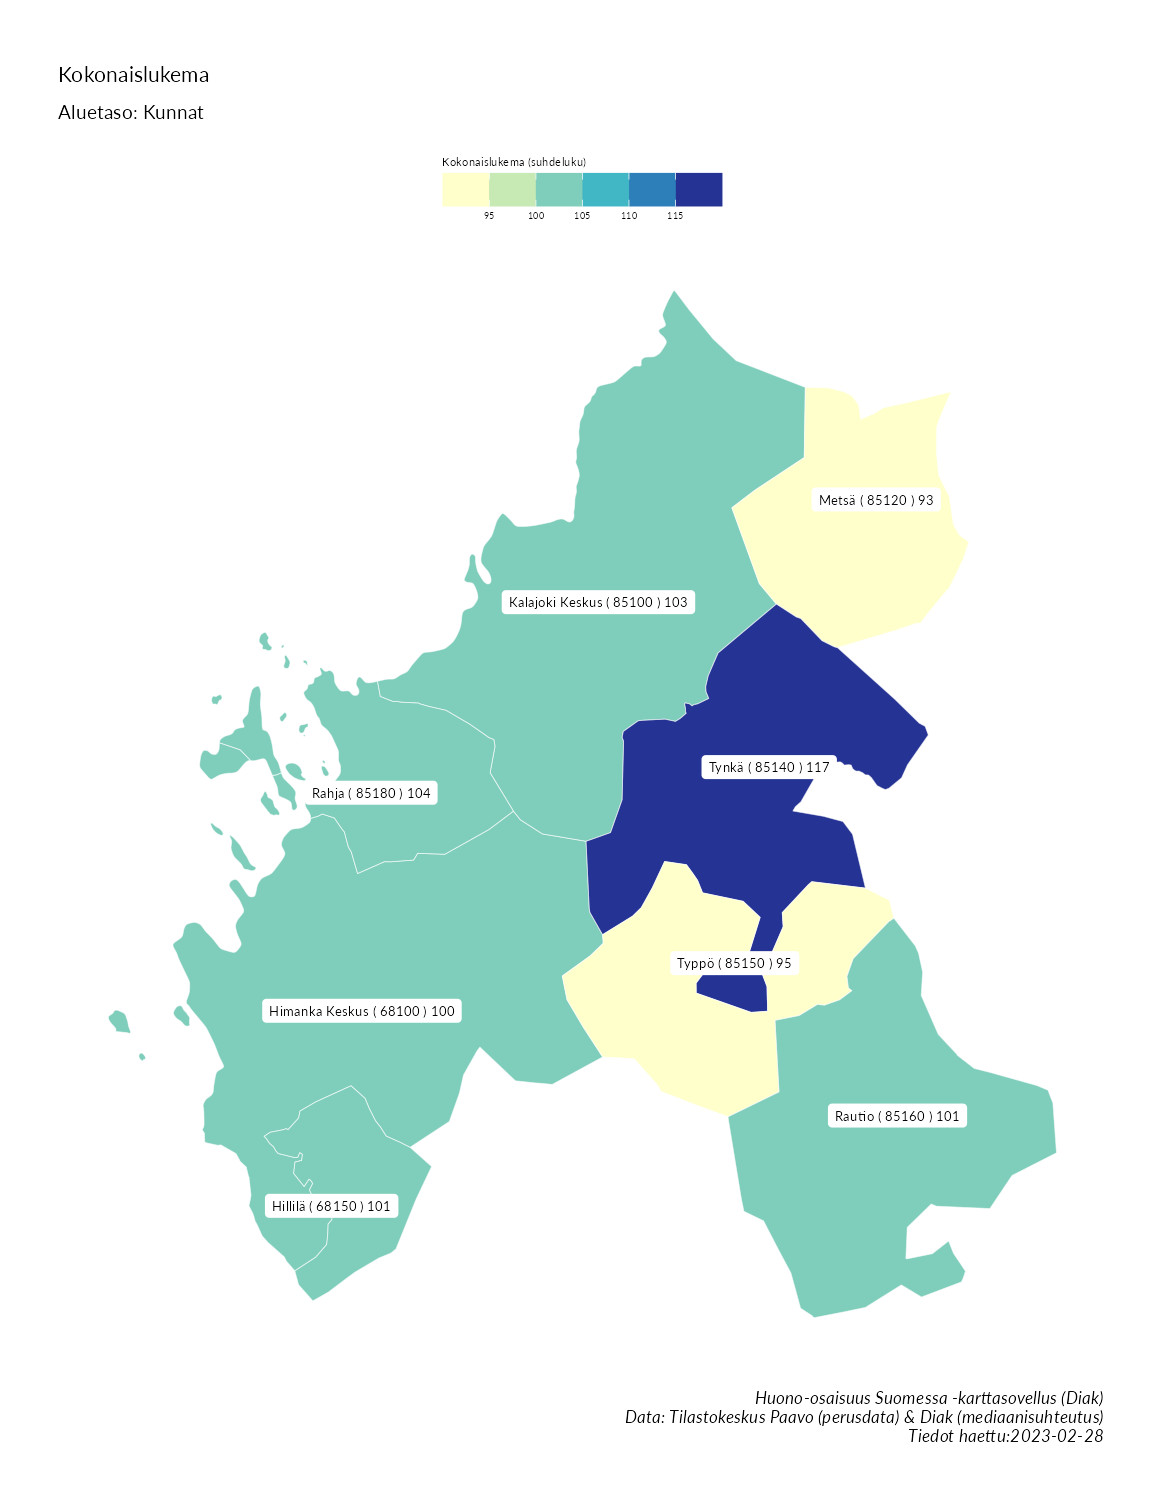 Kokonaislukema
Aluetaso: Kunnat
Kokonaislukema (suhdeluku)
95 100 105 110 115
Metsä ( 85120 ) 93
Kalajoki Keskus ( 85100 ) 103
Tynkä ( 85140 ) 117
Rahja ( 85180 ) 104
Typpö ( 85150 ) 95
Himanka Keskus ( 68100 ) 100
Rautio ( 85160 ) 101
Hillilä ( 68150 ) 101
Huono-osaisuus Suomessa -karttasovellus (Diak)
Data: Tilastokeskus Paavo (perusdata) & Diak (mediaanisuhteutus)
Tiedot haettu:2023-02-28